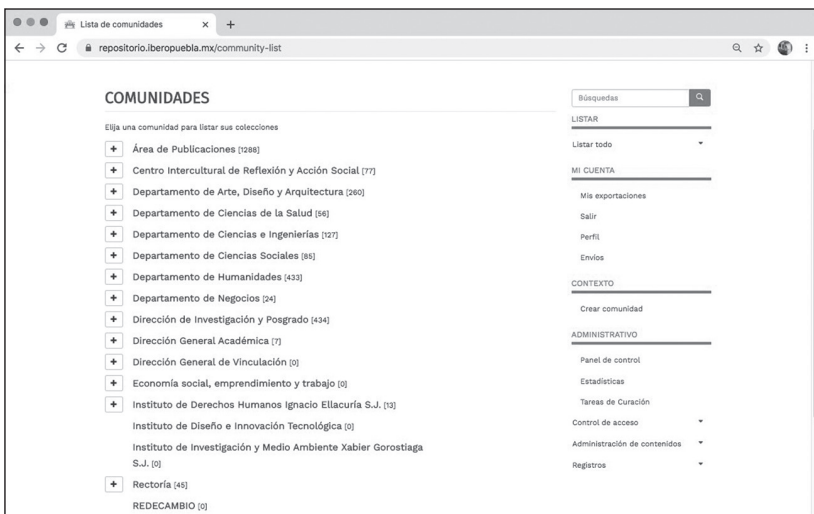 Lista de comunidades
repositorio.iberopuebla.mx/community-list
COMUNIDADES
Elija una comunidad para listar sus colecciones
Área de Publicaciones [1288]
Centro Intercultural de Reflexión y Acción Social [77]
Departamento de Arte, Diseño y Arquitectura [260]
Departamento de Ciencias de la Salud [56]
Departamento de Ciencias e Ingenierías [127]
Departamento de Ciencias Sociales [85]
Departamento de Humanidades [433]
Departamento de Negocios [24]
Dirección de Investigación y Posgrado [434]
Dirección General Académica [7]
Dirección General de Vinculación [0]
Economía social, emprendimiento y trabajo [0]
Instituto de Derechos Humanos Ignacio Ellacuría S.J. [13]
Instituto de Diseño e Innovación Tecnológica [0]
Instituto de Investigación y Medio Ambiente Xabier Gorostiaga
S.J. [0]
Rectoría [45]
REDECAMBIO [0]
Búsquedas
LISTAR
Listar todo
MI CUENTA
Mis exportaciones
Salir
Perfil
Envíos
CONTEXTO
Crear comunidad
ADMINISTRATIVO
Panel de control
Estadísticas
Tareas de Curación
Control de acceso
Administración de contenidos
Registros